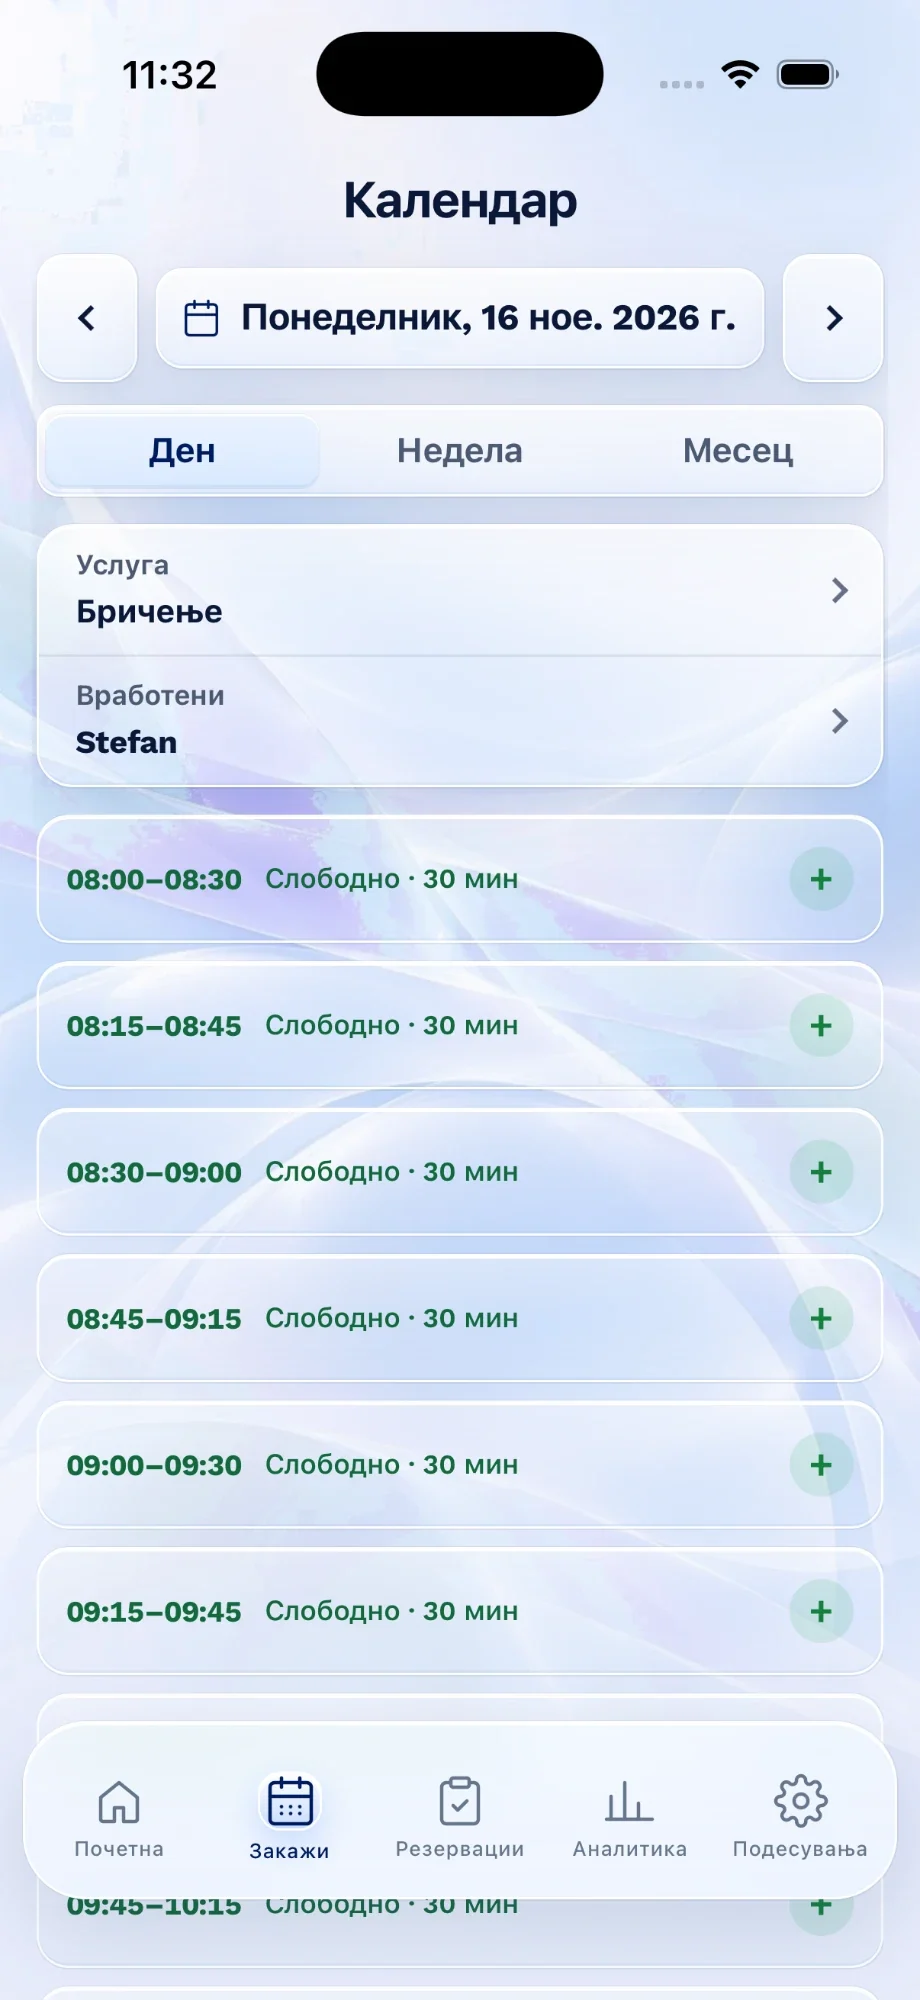 11:32
Календар
Понеделник, 16 ное. 2026 г.
Ден Недела Месец
Услуга
Бричење
Вработени
Stefan
08:00–08:30 Слободно · 30 мин
08:15–08:45 Слободно · 30 мин
08:30–09:00 Слободно · 30 мин
08:45–09:15 Слободно · 30 мин
09:00–09:30 Слободно · 30 мин
09:15–09:45 Слободно · 30 мин
Почетна Закажи Резервации Аналитика Подесувања
09:45–10:15 Слободно · 30 мин